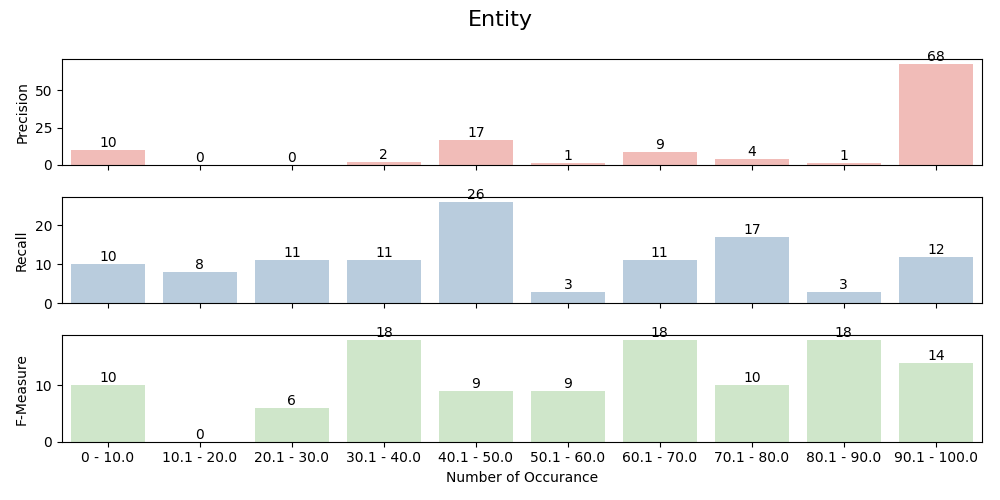 Entity
Precision
50
25
0
10
0
0
2
17
1
9
4
1
68
Recall
20
10
0
10
8
11
11
26
3
11
17
3
12
F-Measure
10
0
10
0
6
18
9
9
18
10
18
14
0 - 10.0
10.1 - 20.0
20.1 - 30.0
30.1 - 40.0
40.1 - 50.0
50.1 - 60.0
60.1 - 70.0
70.1 - 80.0
80.1 - 90.0
90.1 - 100.0
Number of Occurance